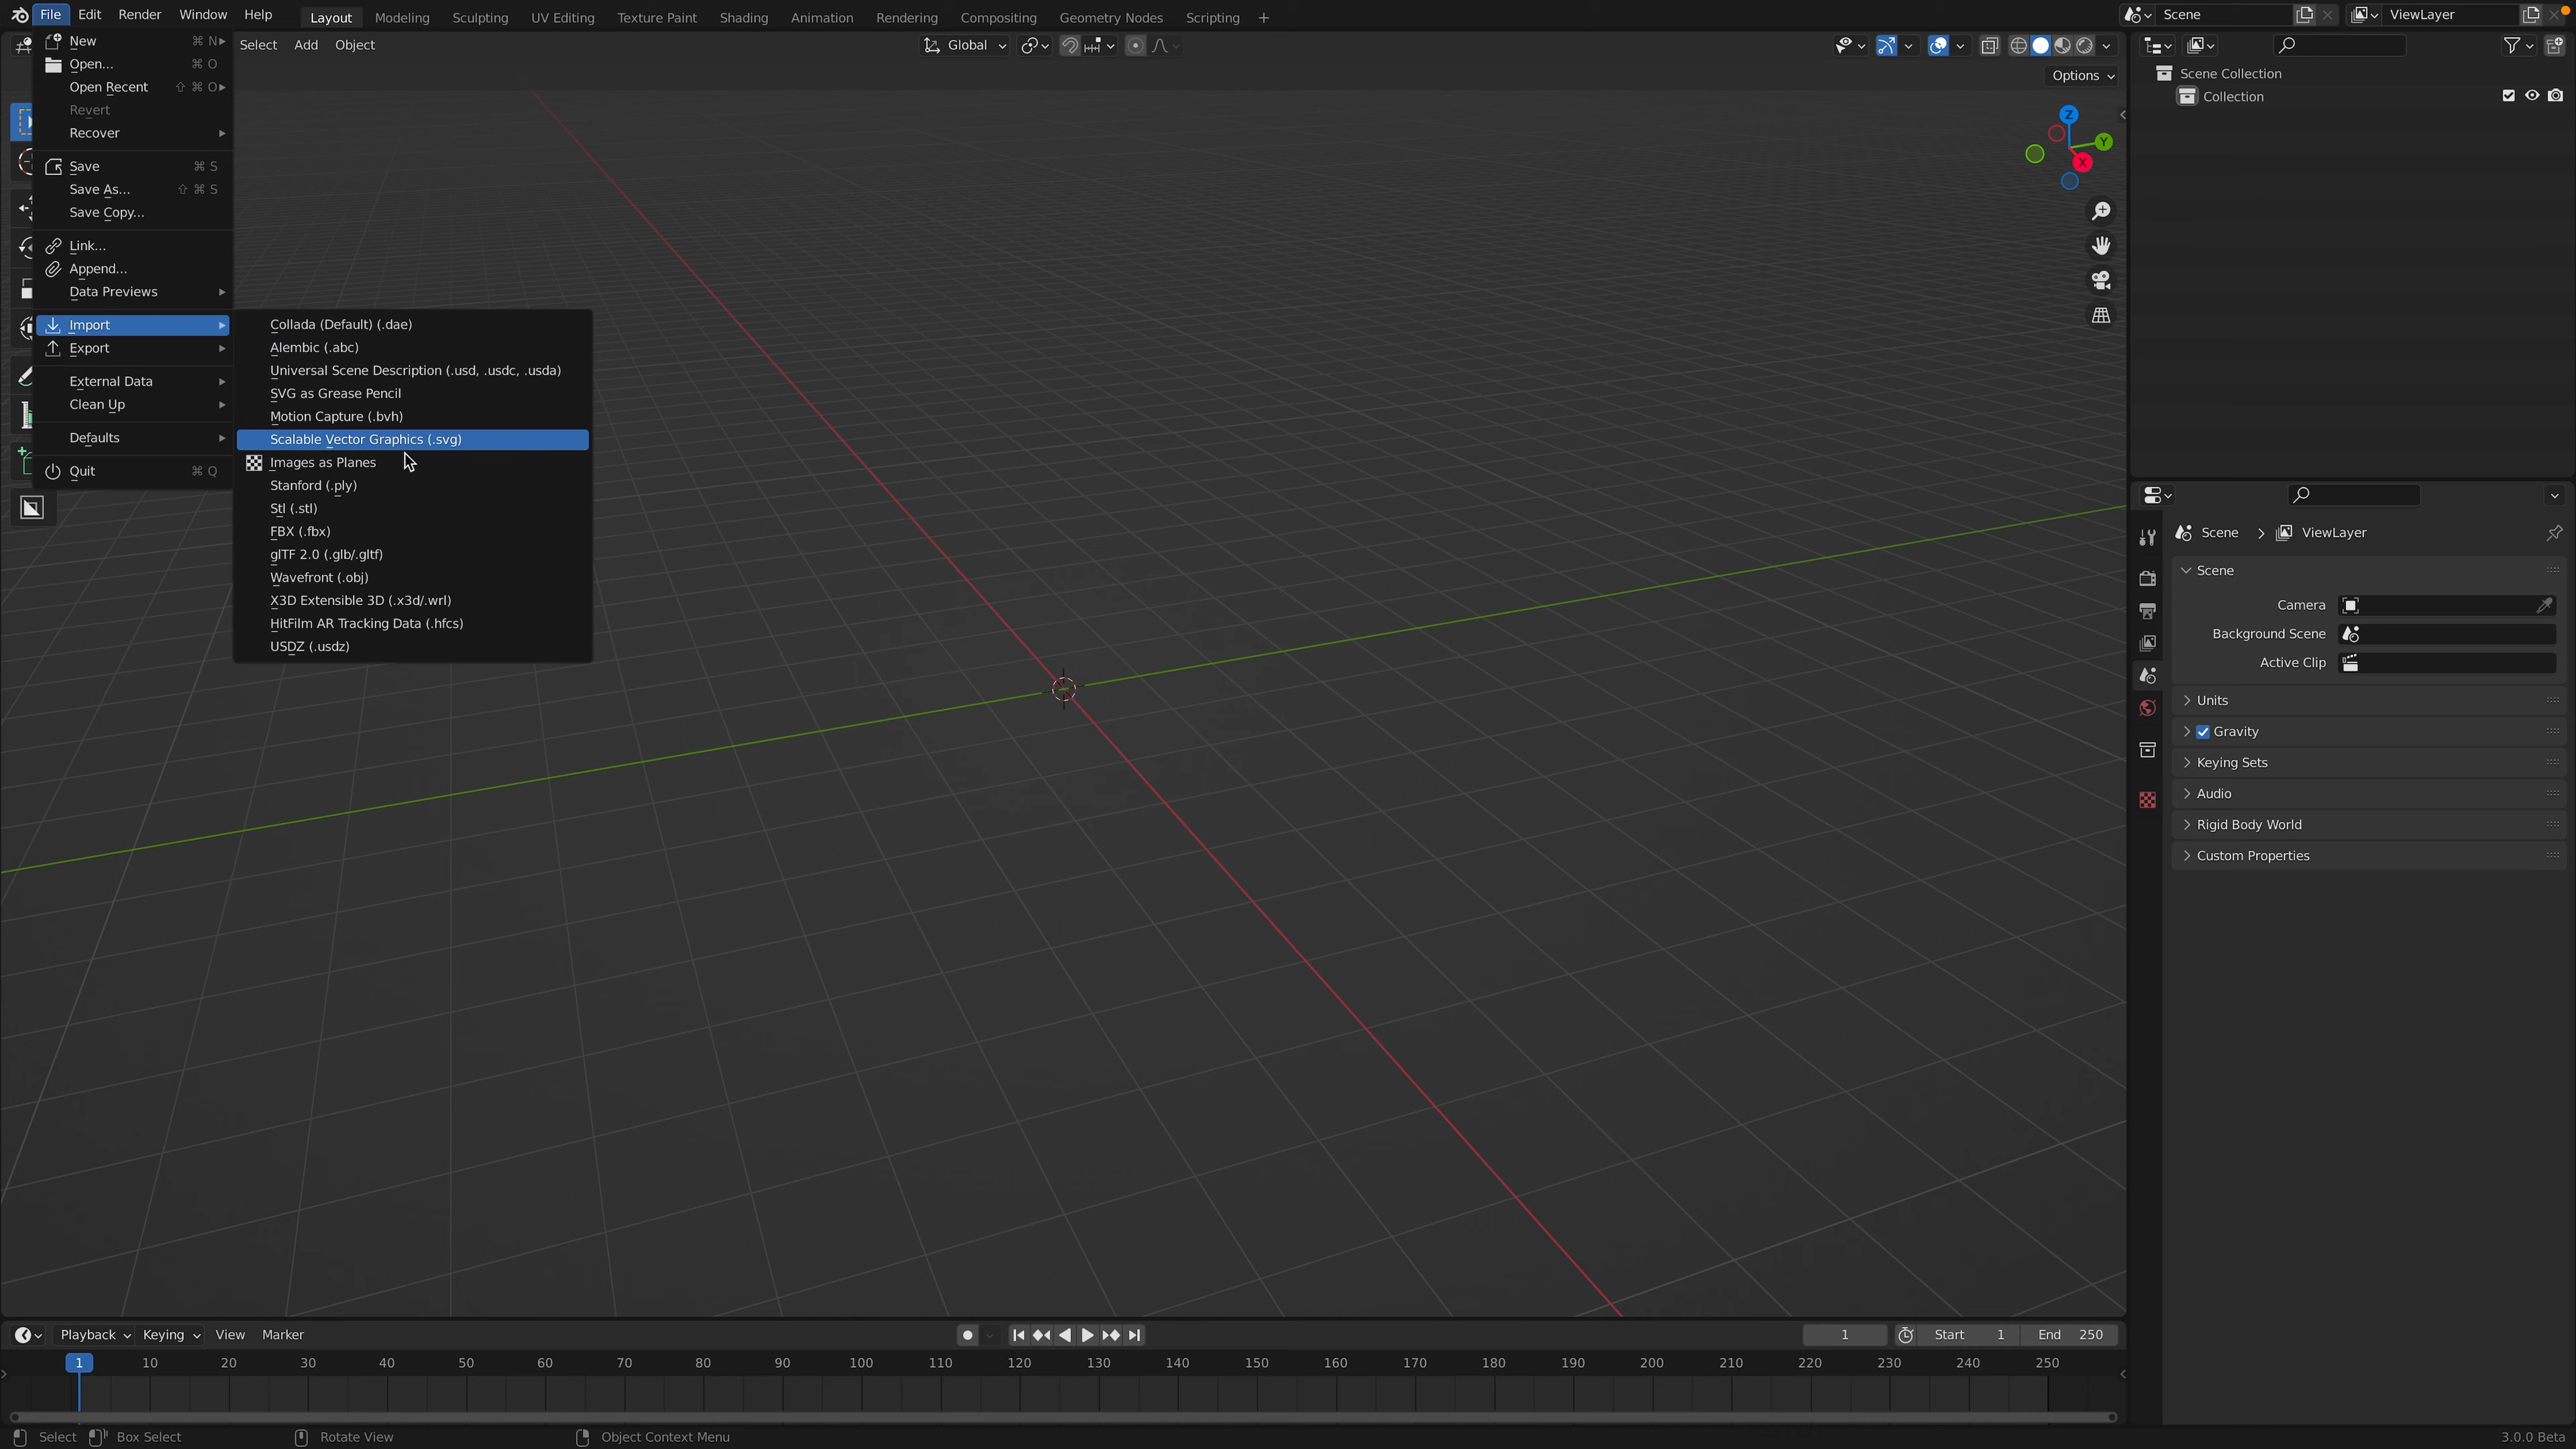 File Edit Render Window Help Layout Modeling Sculpting UV Editing Texture Paint Shading Animation Rendering Compositing Geometry Nodes Scripting + Scene ViewLayer
Select Add Object Global
Options
New ⌘ N
Open... ⌘ O
Open Recent ⇧ ⌘ O
Revert
Recover
Save ⌘ S
Save As... ⇧ ⌘ S
Save Copy...
Link...
Append...
Data Previews
Import
Export
External Data
Clean Up
Defaults
Quit ⌘ Q
Collada (Default) (.dae)
Alembic (.abc)
Universal Scene Description (.usd, .usdc, .usda)
SVG as Grease Pencil
Motion Capture (.bvh)
Scalable Vector Graphics (.svg)
Images as Planes
Stanford (.ply)
Stl (.stl)
FBX (.fbx)
glTF 2.0 (.glb/.gltf)
Wavefront (.obj)
X3D Extensible 3D (.x3d/.wrl)
HitFilm AR Tracking Data (.hfcs)
USDZ (.usdz)
Z
Y
X
Scene Collection
Collection
Scene ViewLayer
Scene
Camera
Background Scene
Active Clip
Units
Gravity
Keying Sets
Audio
Rigid Body World
Custom Properties
Playback Keying View Marker 1 Start 1 End 250
1 10 20 30 40 50 60 70 80 90 100 110 120 130 140 150 160 170 180 190 200 210 220 230 240 250
Select Box Select Rotate View Object Context Menu 3.0.0 Beta